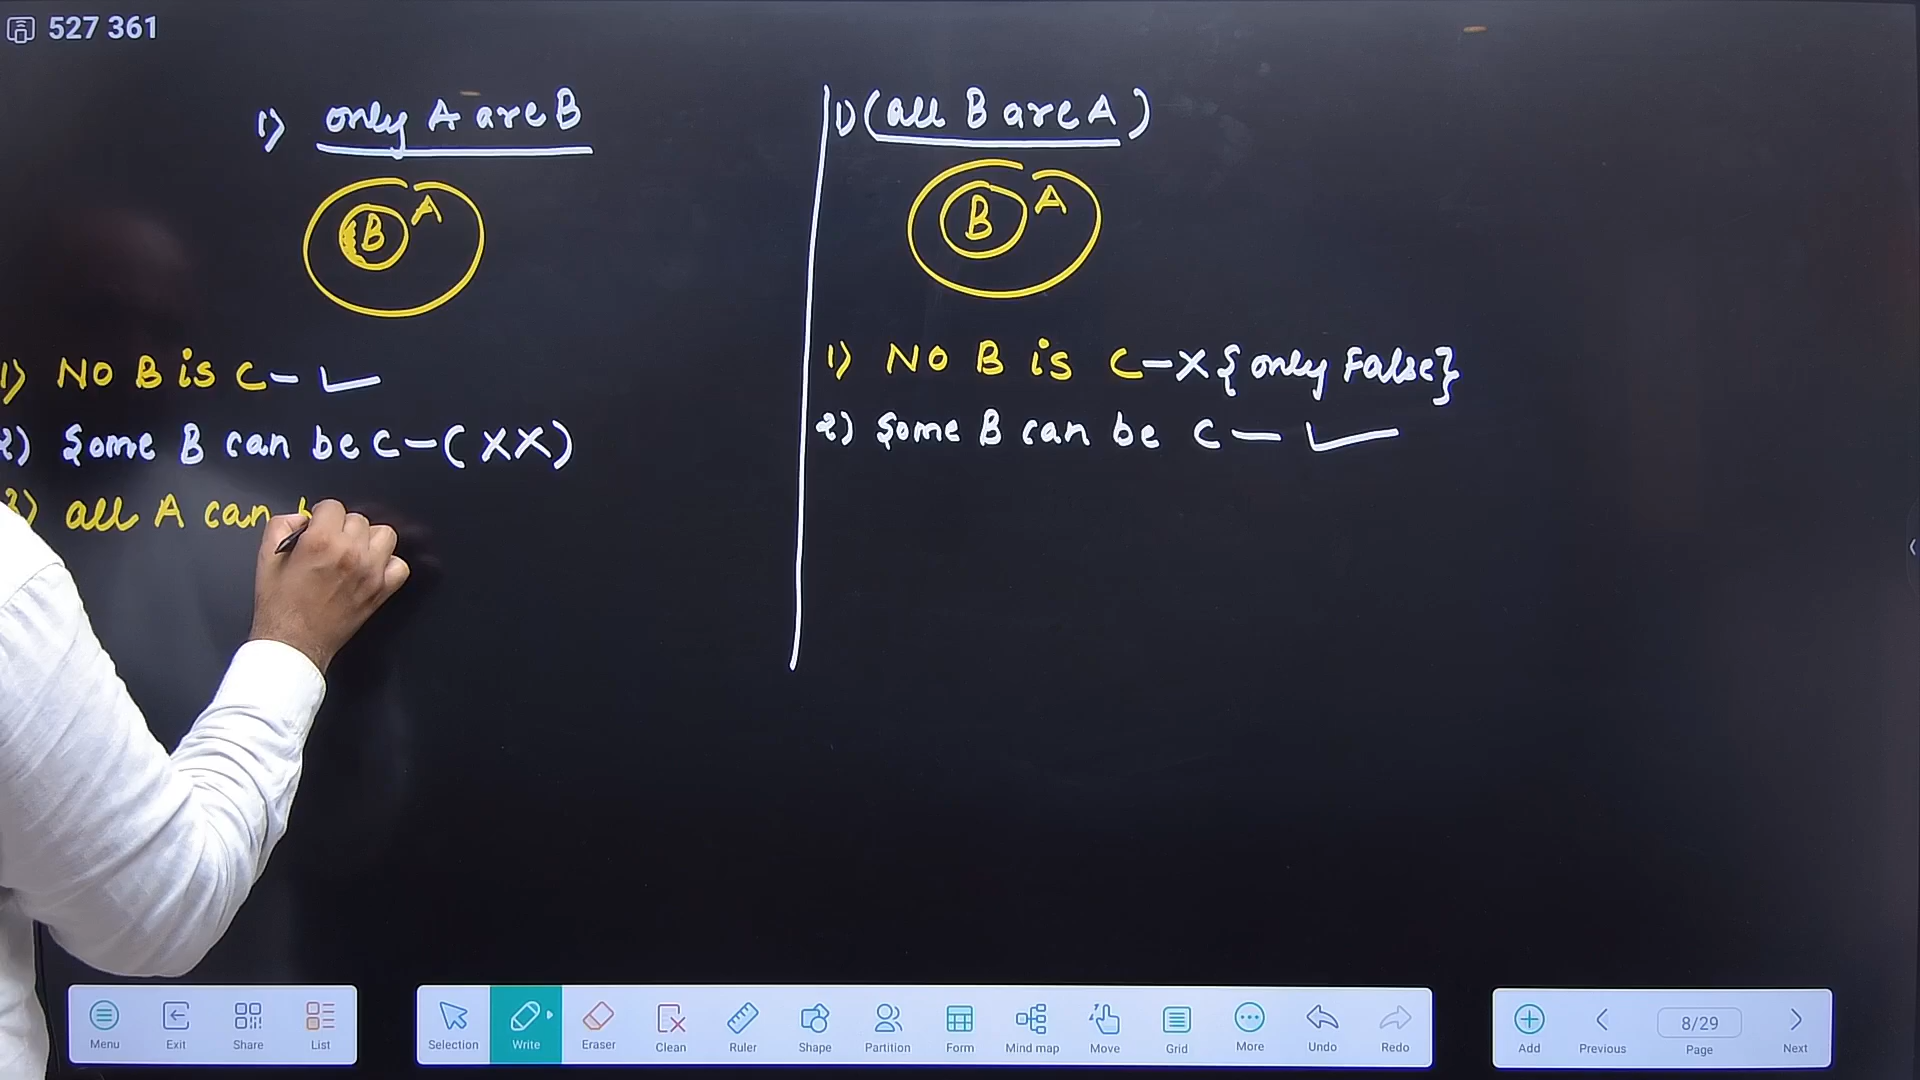 527 361
1) only A are B
B A
1) NO B is C - ✓
2) Some B can be C - (XX)
3) all A can
1) (all B are A)
B A
1) NO B is C - X {only False}
2) Some B can be C - ✓
Menu Exit Share List
Selection Write Eraser Clean Ruler Shape Partition Form Mind map Move Grid More Undo Redo
Add Previous 8/29 Page Next